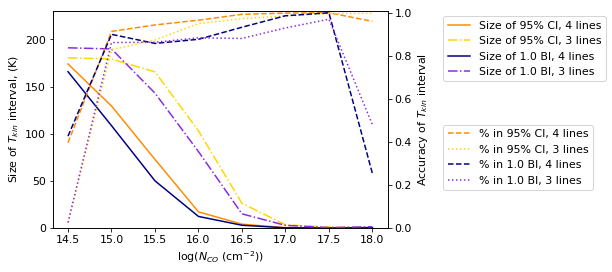 Size of T_kin interval, (K)
200
150
100
50
0
14.5 15.0 15.5 16.0 16.5 17.0 17.5 18.0
log(N_CO (cm⁻²))
1.0
0.8
0.6
0.4
0.2
0.0
Accuracy of T_kin interval
Size of 95% CI, 4 lines
Size of 95% CI, 3 lines
Size of 1.0 BI, 4 lines
Size of 1.0 BI, 3 lines
% in 95% CI, 4 lines
% in 95% CI, 3 lines
% in 1.0 BI, 4 lines
% in 1.0 BI, 3 lines